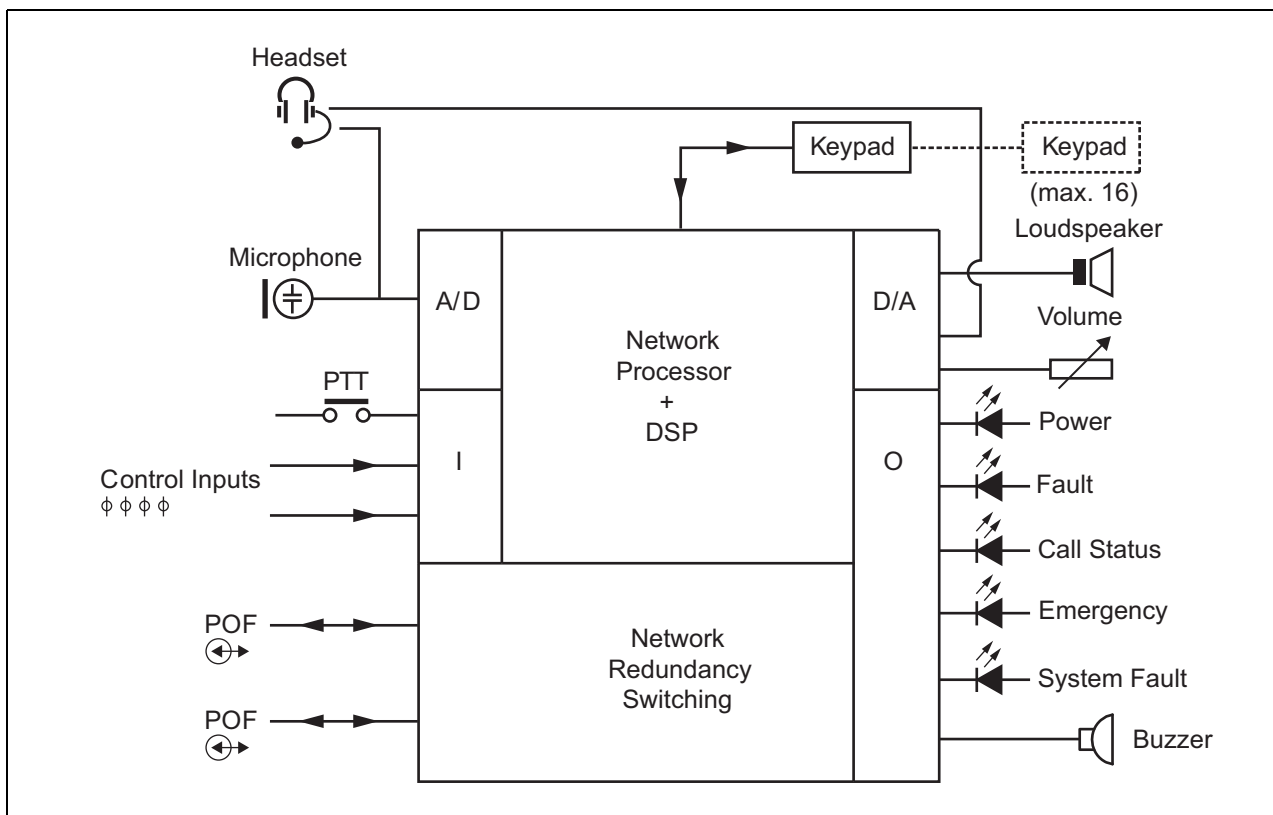 Headset
Keypad
Keypad
(max. 16)
Loudspeaker
Microphone
A/D
D/A
Volume
Network
Processor
+
DSP
PTT
Power
Control Inputs
I
O
Fault
Call Status
POF
Emergency
Network
Redundancy
Switching
System Fault
POF
Buzzer